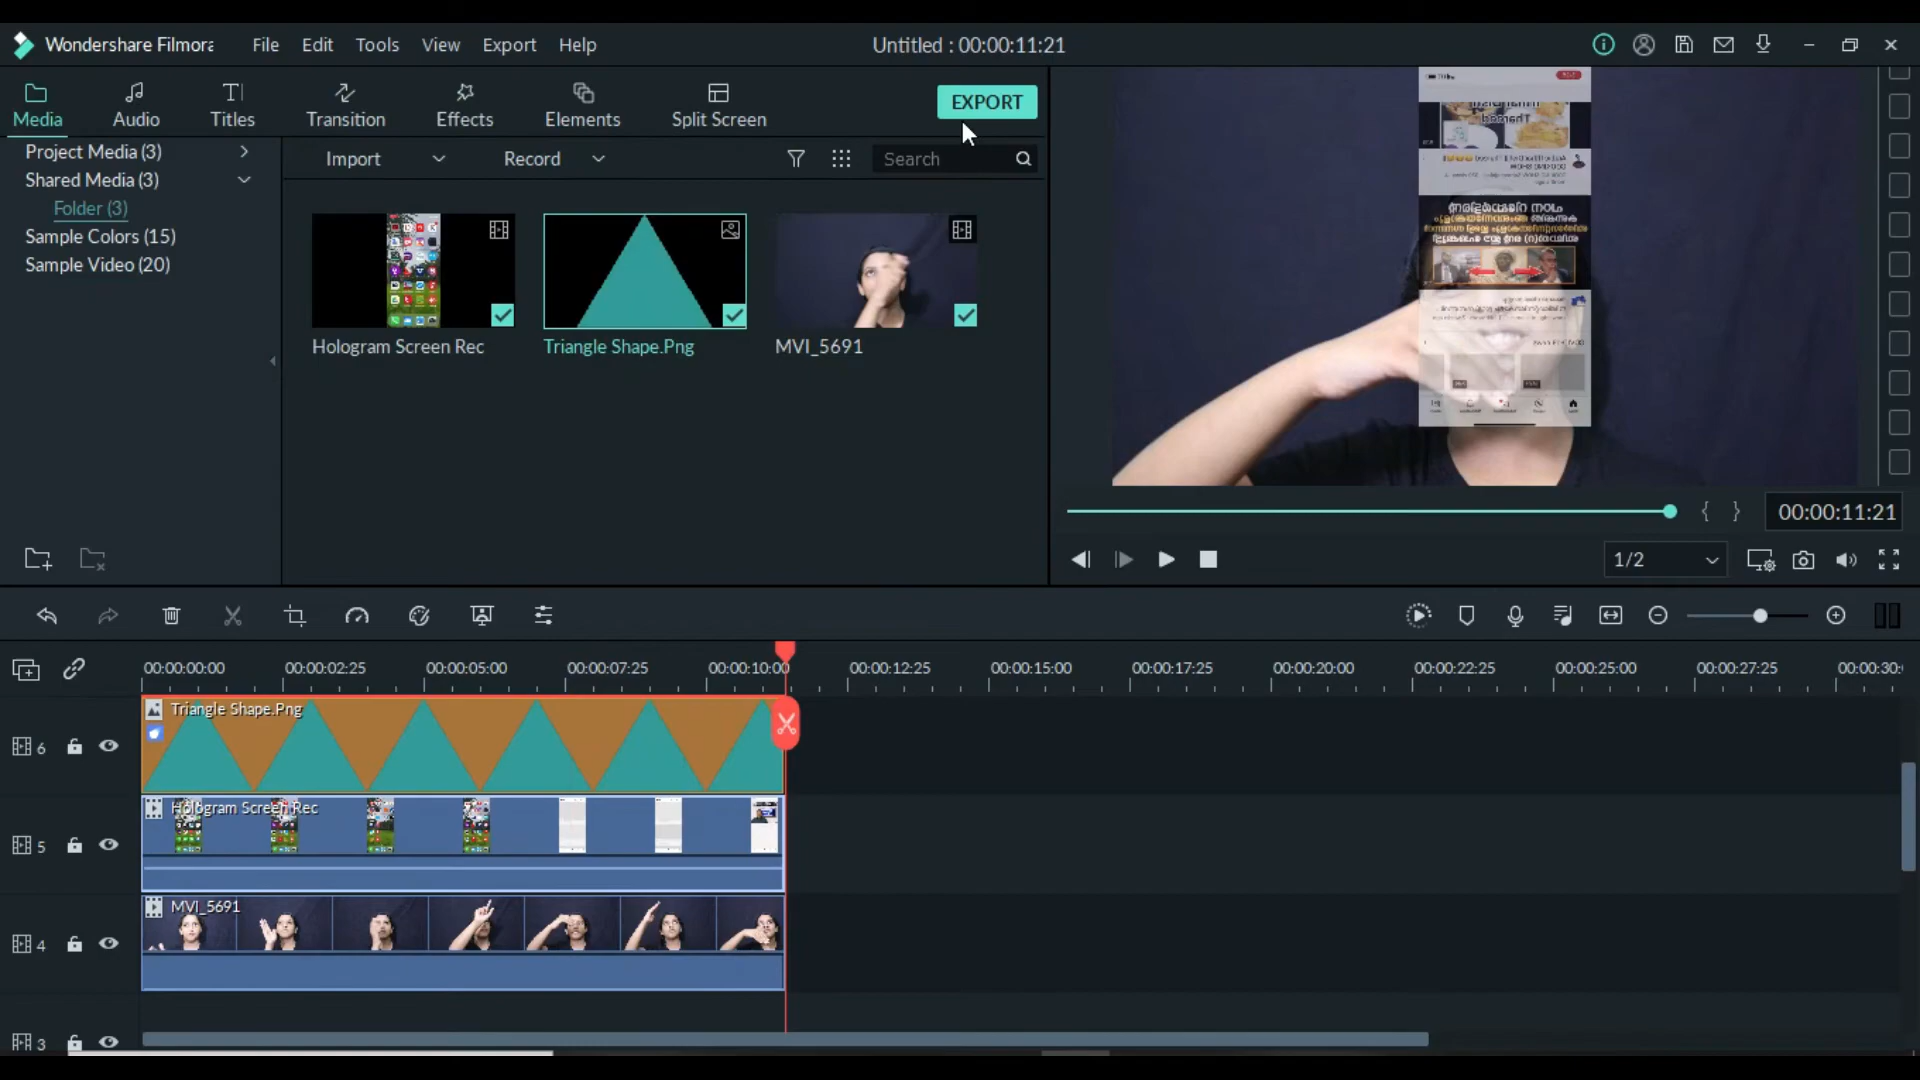 Wondershare Filmora
File
Edit
Tools
View
Export
Help
Untitled : 00:00:11:21
Media
Audio
Titles
Transition
Effects
Elements
Split Screen
EXPORT
Project Media (3)
Shared Media (3)
Folder (3)
Sample Colors (15)
Sample Video (20)
Import
Record
Search
Hologram Screen Rec
Triangle Shape.Png
MVI_5691
00:00:11:21
1/2
00:00:00:00
00:00:02:25
00:00:05:00
00:00:07:25
00:00:10:00
00:00:12:25
00:00:15:00
00:00:17:25
00:00:20:00
00:00:22:25
00:00:25:00
00:00:27:25
00:00:30:
Triangle Shape.Png
6
Hologram Screen Rec
5
MVI_5691
4
3